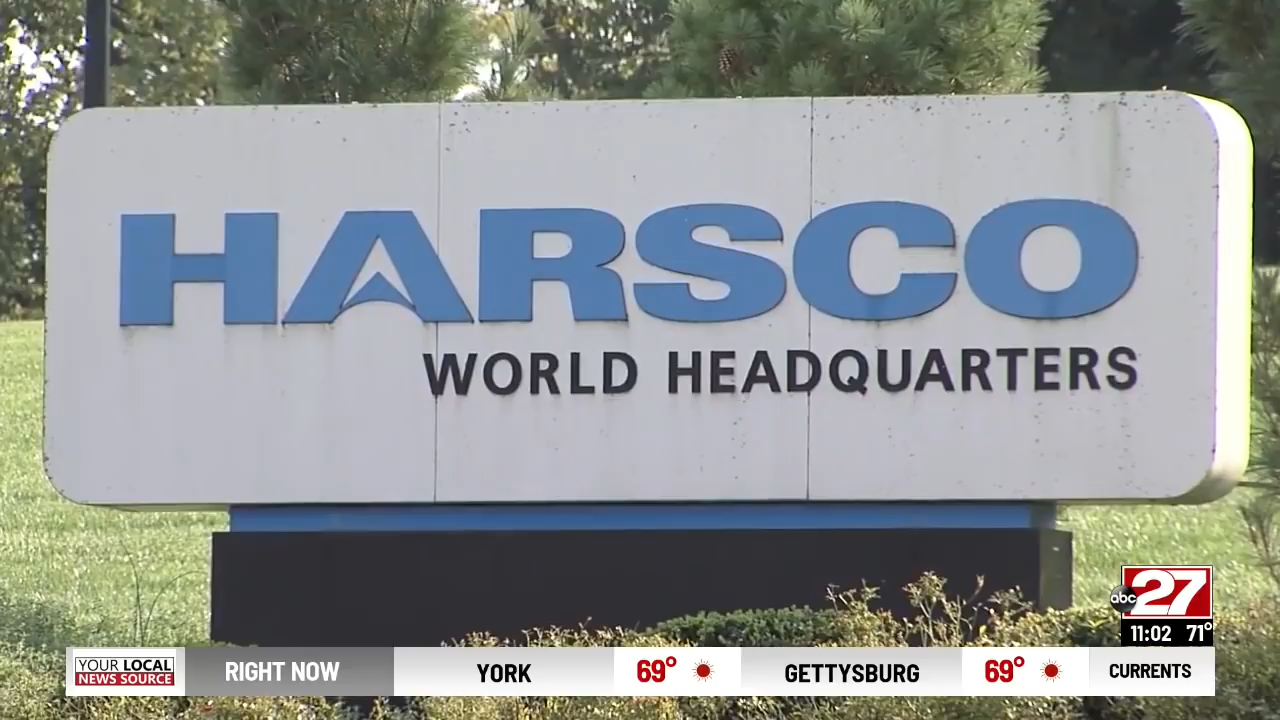 HARSCO
WORLD HEADQUARTERS
abc 27
11:02 71°
YOUR LOCAL
NEWS SOURCE
RIGHT NOW
YORK
69°
GETTYSBURG
69°
CURRENTS